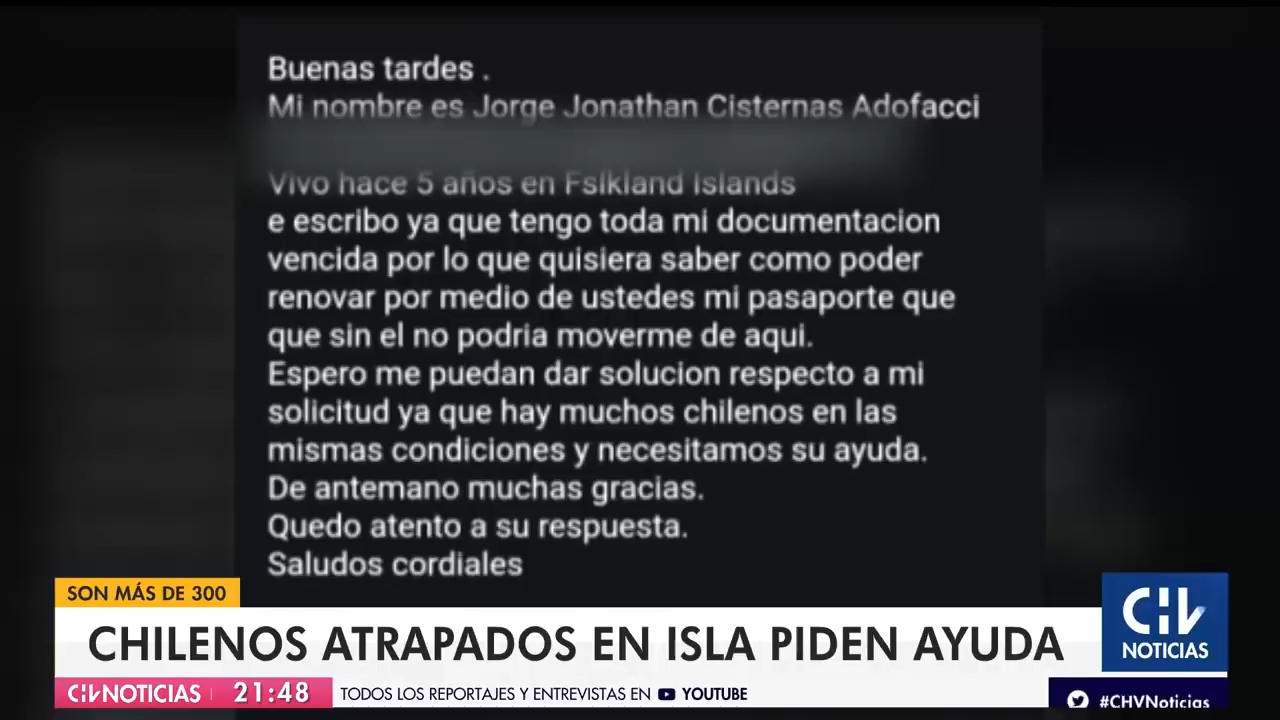 Buenas tardes .
Mi nombre es Jorge Jonathan Cisternas Adofacci
Vivo hace 5 años en Fslkland Islands
e escribo ya que tengo toda mi documentacion
vencida por lo que quisiera saber como poder
renovar por medio de ustedes mi pasaporte que
que sin el no podria moverme de aqui.
Espero me puedan dar solucion respecto a mi
solicitud ya que hay muchos chilenos en las
mismas condiciones y necesitamos su ayuda.
De antemano muchas gracias.
Quedo atento a su respuesta.
Saludos cordiales
SON MÁS DE 300
CHILENOS ATRAPADOS EN ISLA PIDEN AYUDA
CHV NOTICIAS
CHV NOTICIAS 21:48 TODOS LOS REPORTAJES Y ENTREVISTAS EN YOUTUBE
#CHVNoticias